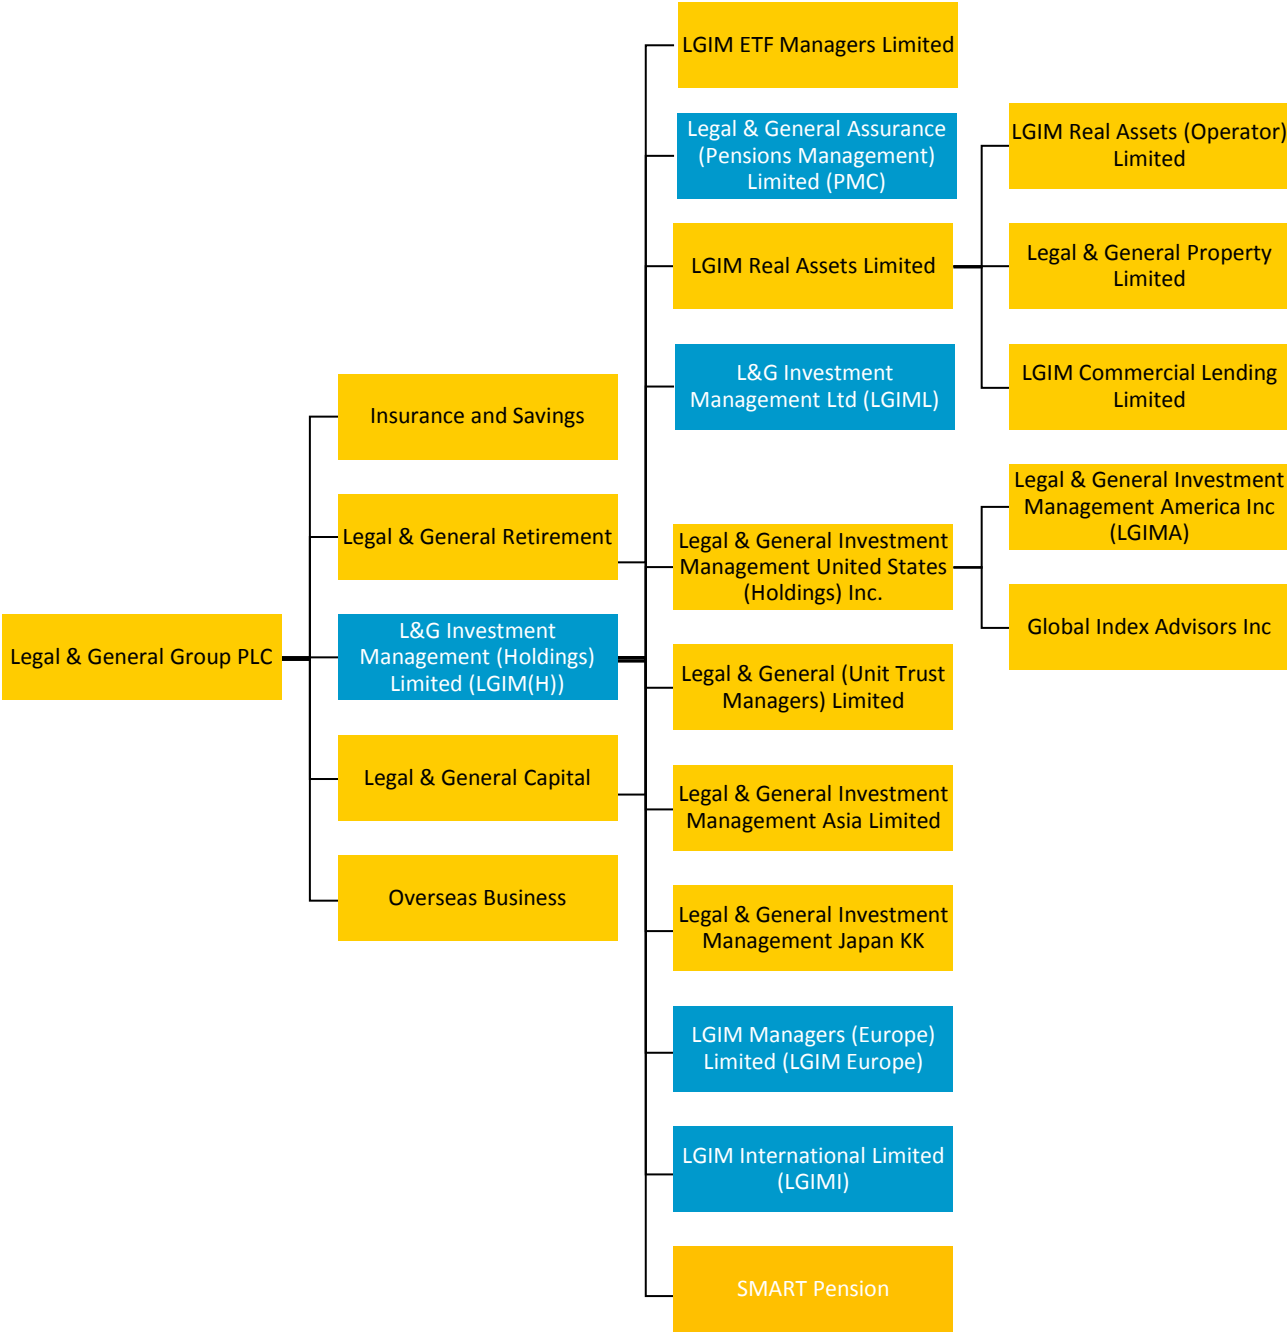 Legal & General Group PLC
Insurance and Savings
Legal & General Retirement
L&G Investment
Management (Holdings)
Limited (LGIM(H))
Legal & General Capital
Overseas Business
LGIM ETF Managers Limited
Legal & General Assurance
(Pensions Management)
Limited (PMC)
LGIM Real Assets Limited
L&G Investment
Management Ltd (LGIML)
Legal & General Investment
Management United States
(Holdings) Inc.
Legal & General (Unit Trust
Managers) Limited
Legal & General Investment
Management Asia Limited
Legal & General Investment
Management Japan KK
LGIM Managers (Europe)
Limited (LGIM Europe)
LGIM International Limited
(LGIMI)
SMART Pension
LGIM Real Assets (Operator)
Limited
Legal & General Property
Limited
LGIM Commercial Lending
Limited
Legal & General Investment
Management America Inc
(LGIMA)
Global Index Advisors Inc